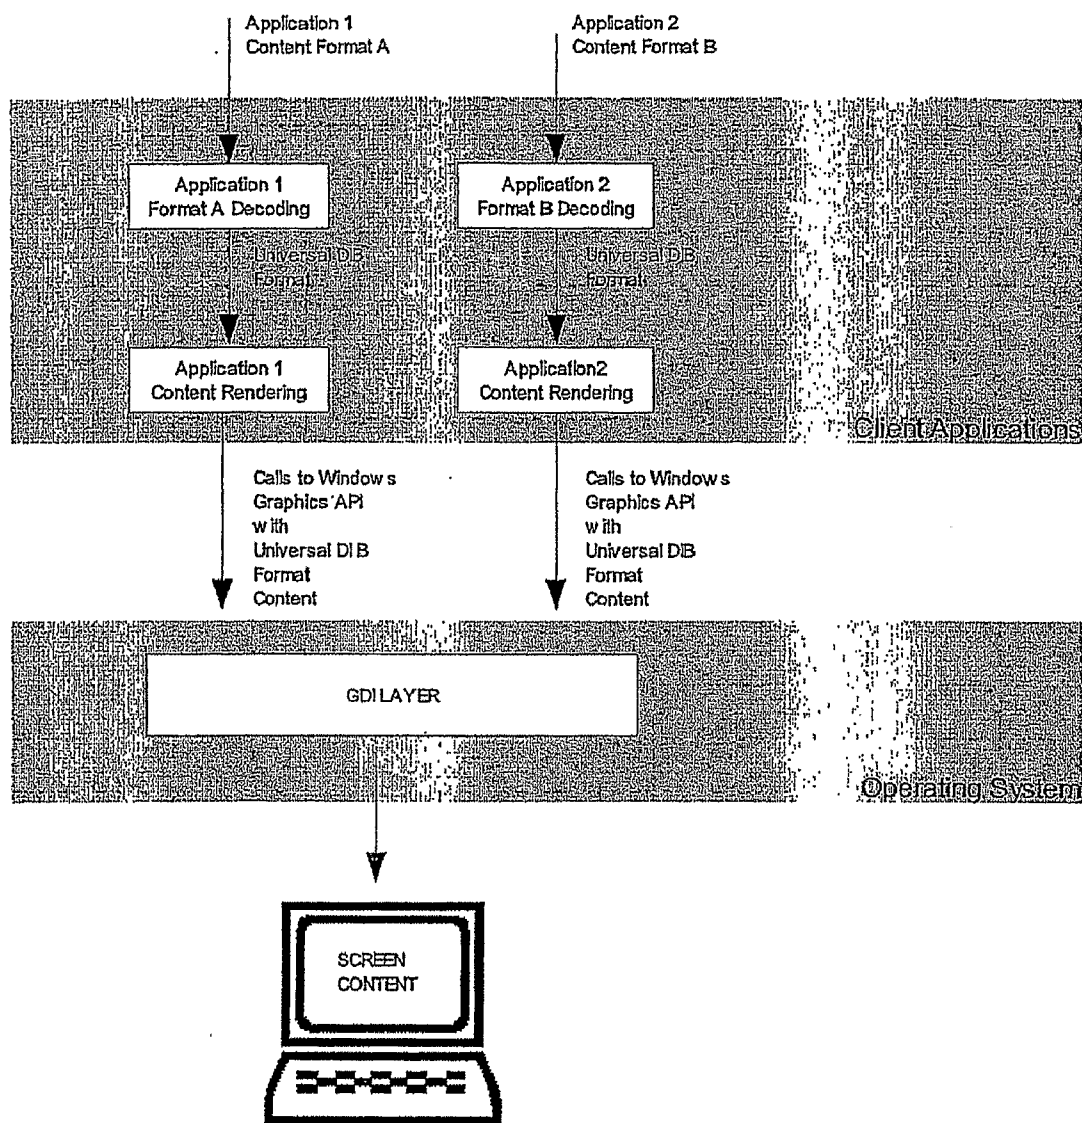 Application 1
Content Format A
Application 2
Content Format B
Application 1
Format A Decoding
Application 2
Format B Decoding
Universal DIB
Format
Universal DIB
Format
Application 1
Content Rendering
Application2
Content Rendering
Client Applications
Calls to Windows
Graphics API
with
Universal DIB
Format
Content
Calls to Windows
Graphics API
with
Universal DIB
Format
Content
GDI LAYER
Operating System
SCREEN
CONTENT